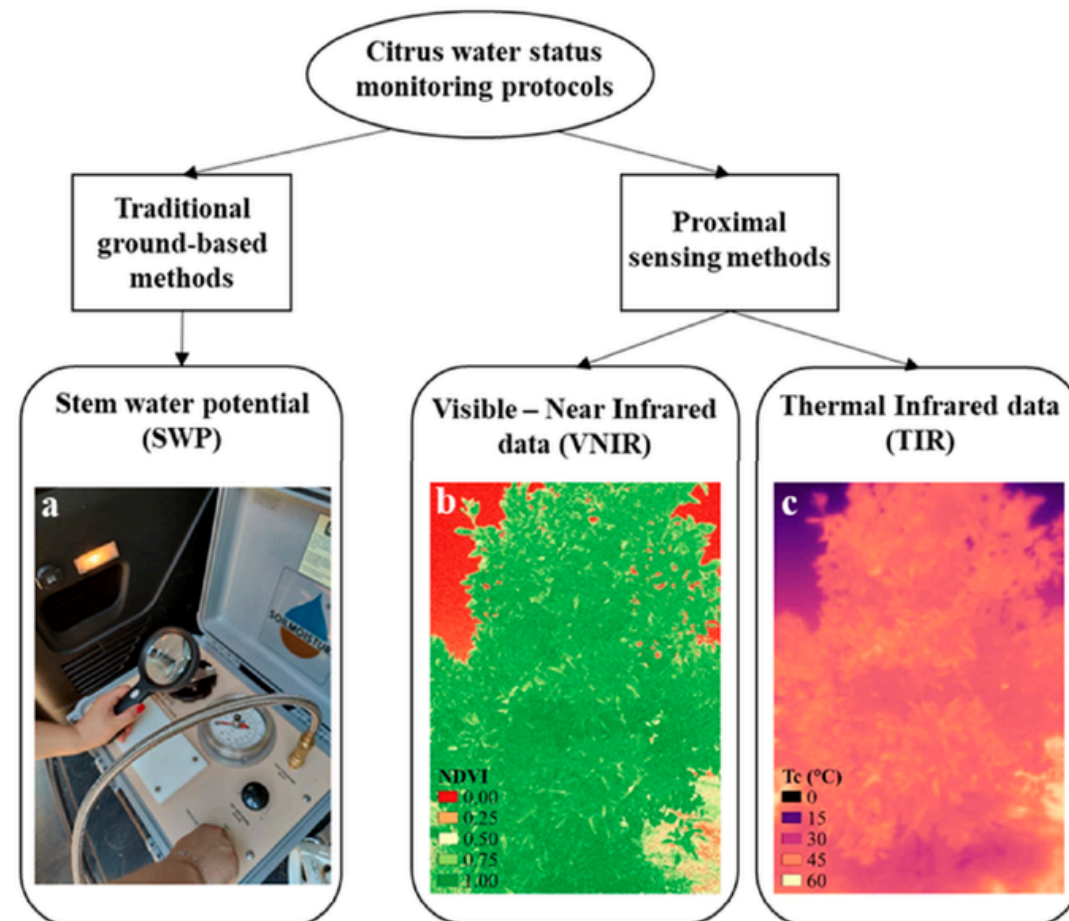 Citrus water status
monitoring protocols
Traditional
ground-based
methods
Proximal
sensing methods
Stem water potential
(SWP)
Visible – Near Infrared
data (VNIR)
Thermal Infrared data
(TIR)
a
SOILMOISTUR
b
NDVI
0.00
0.25
0.50
0.75
1.00
c
Tc (°C)
0
15
30
45
60